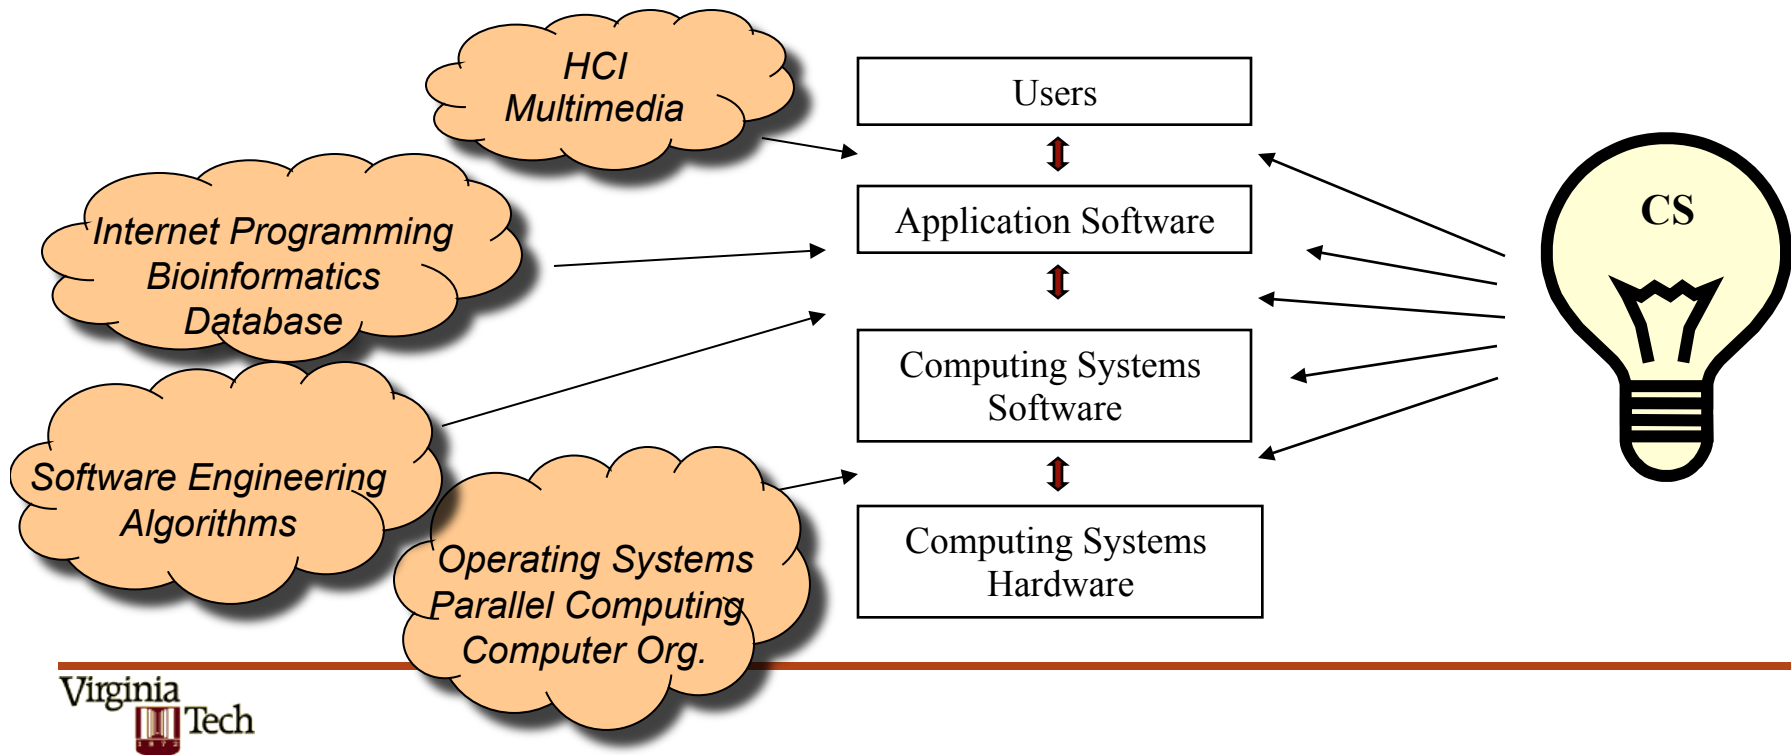 HCI
Multimedia
Internet Programming
Bioinformatics
Database
Software Engineering
Algorithms
Operating Systems
Parallel Computing
Computer Org.
Users
Application Software
Computing Systems
Software
Computing Systems
Hardware
CS
Virginia
Tech
1872